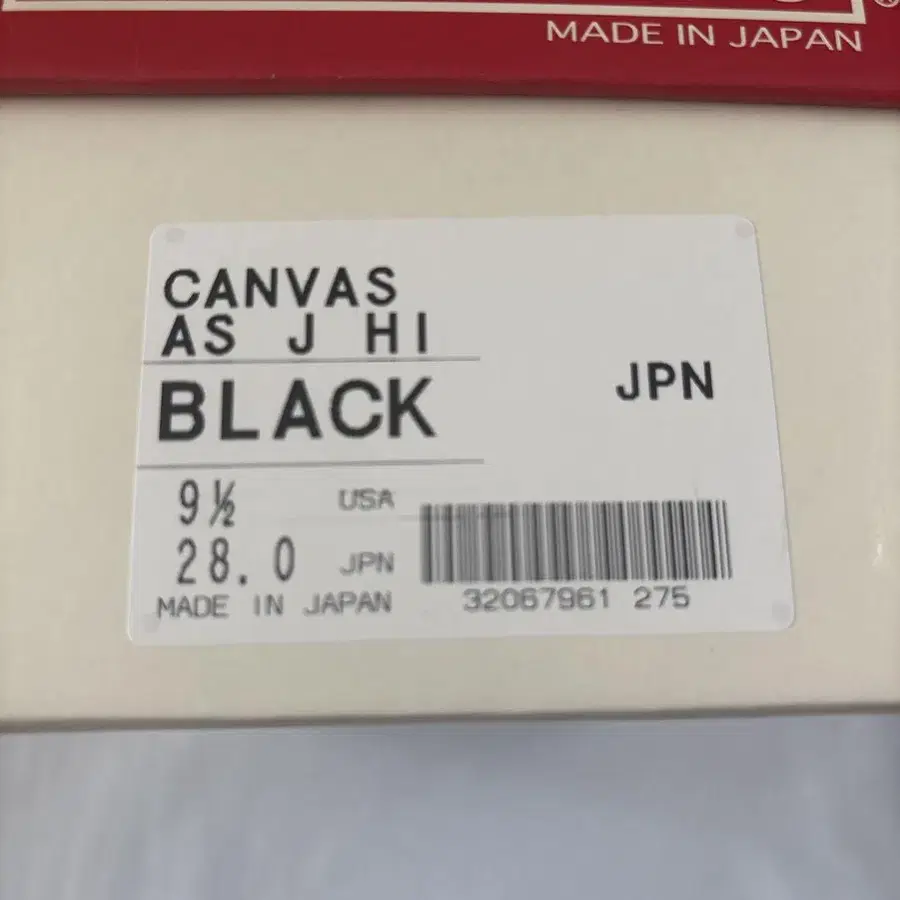 MADE IN JAPAN
CANVAS
AS J HI
BLACK
JPN
9½ USA
28.0 JPN
MADE IN JAPAN
32067961 275